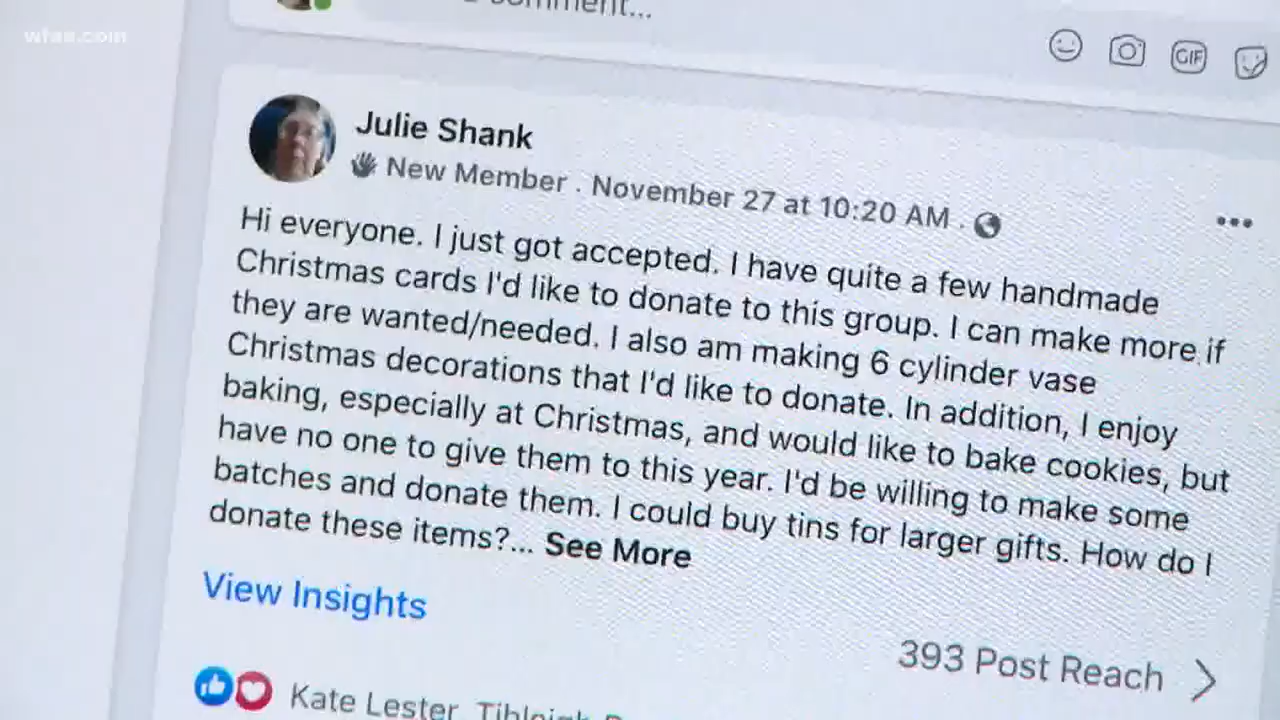 wfaa.com
comment...
GIF
Julie Shank
New Member . November 27 at 10:20 AM .
Hi everyone. I just got accepted. I have quite a few handmade
Christmas cards I'd like to donate to this group. I can make more if
they are wanted/needed. I also am making 6 cylinder vase
Christmas decorations that I'd like to donate. In addition, I enjoy
baking, especially at Christmas, and would like to bake cookies, but
have no one to give them to this year. I'd be willing to make some
batches and donate them. I could buy tins for larger gifts. How do I
donate these items?... See More
View Insights
393 Post Reach
Kate Lester,